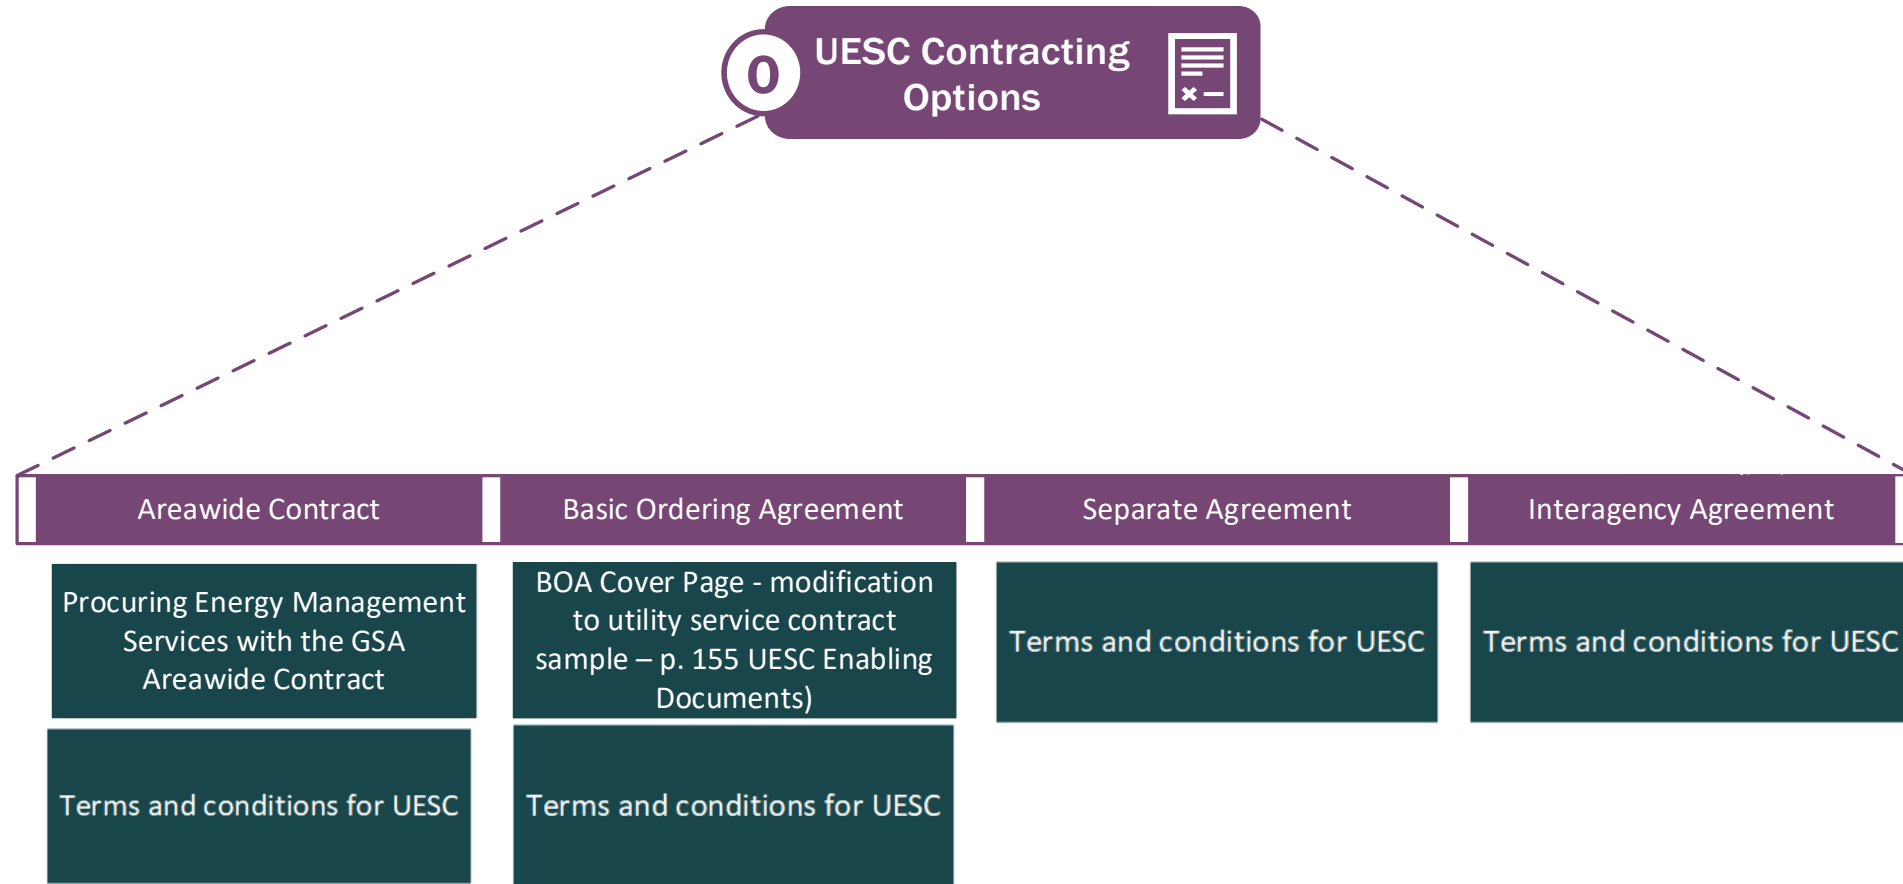 0
UESC Contracting
Options
Areawide Contract
Basic Ordering Agreement
Separate Agreement
Interagency Agreement
Procuring Energy Management
Services with the GSA
Areawide Contract
BOA Cover Page - modification
to utility service contract
sample – p. 155 UESC Enabling
Documents)
Terms and conditions for UESC
Terms and conditions for UESC
Terms and conditions for UESC
Terms and conditions for UESC